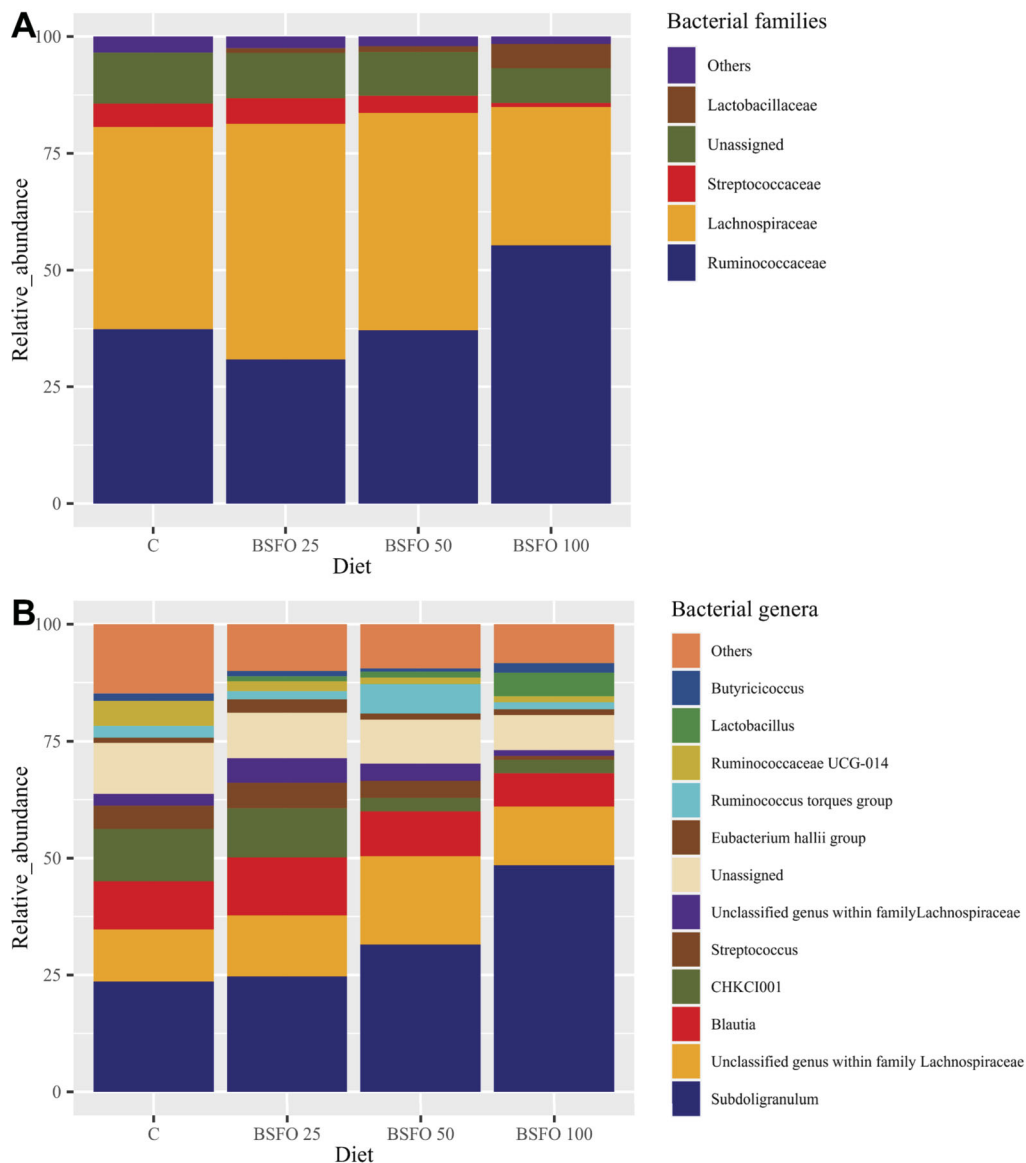 A
100
75
50
25
0
Relative_abundance
C
BSFO 25
BSFO 50
BSFO 100
Diet
Bacterial families
Others
Lactobacillaceae
Unassigned
Streptococcaceae
Lachnospiraceae
Ruminococcaceae
B
100
75
50
25
0
Relative_abundance
C
BSFO 25
BSFO 50
BSFO 100
Diet
Bacterial genera
Others
Butyricicoccus
Lactobacillus
Ruminococcaceae UCG-014
Ruminococcus torques group
Eubacterium hallii group
Unassigned
Unclassified genus within familyLachnospiraceae
Streptococcus
CHKCI001
Blautia
Unclassified genus within family Lachnospiraceae
Subdoligranulum